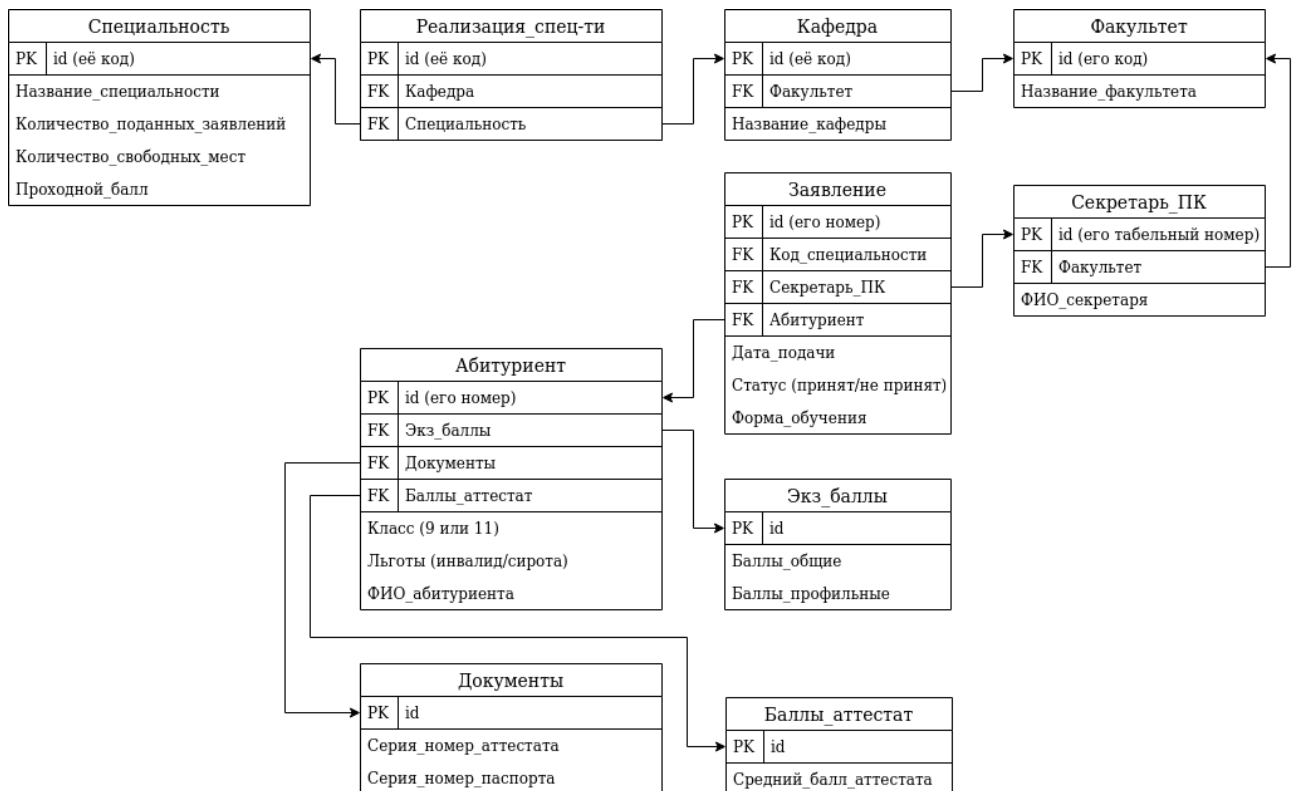 Специальность
PK id (её код)
Название_специальности
Количество_поданных_заявлений
Количество_свободных_мест
Проходной_балл
Реализация_спец-ти
PK id (её код)
FK Кафедра
FK Специальность
Кафедра
PK id (её код)
FK Факультет
Название_кафедры
Факультет
PK id (его код)
Название_факультета
Заявление
PK id (его номер)
FK Код_специальности
FK Секретарь_ПК
FK Абитуриент
Дата_подачи
Статус (принят/не принят)
Форма_обучения
Секретарь_ПК
PK id (его табельный номер)
FK Факультет
ФИО_секретаря
Абитуриент
PK id (его номер)
FK Экз_баллы
FK Документы
FK Баллы_аттестат
Класс (9 или 11)
Льготы (инвалид/сирота)
ФИО_абитуриента
Экз_баллы
PK id
Баллы_общие
Баллы_профильные
Документы
PK id
Серия_номер_аттестата
Серия_номер_паспорта
Баллы_аттестат
PK id
Средний_балл_аттестата